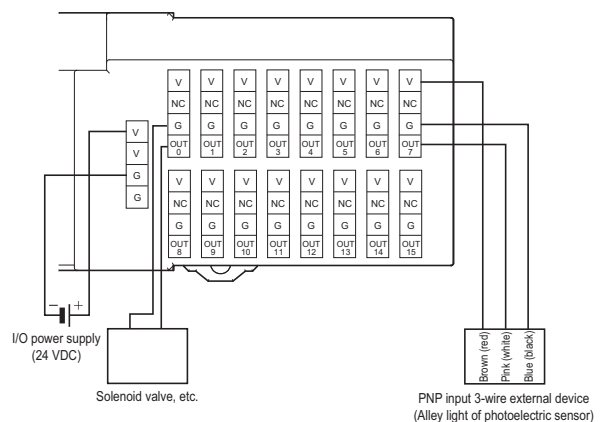 V V V V V V V V
NC NC NC NC NC NC NC NC
G G G G G G G G
OUT OUT OUT OUT OUT OUT OUT OUT
0 1 2 3 4 5 6 7
V
V
G
G
V V V V V V V V
NC NC NC NC NC NC NC NC
G G G G G G G G
OUT OUT OUT OUT OUT OUT OUT OUT
8 9 10 11 12 13 14 15
− +
I/O power supply
(24 VDC)
Solenoid valve, etc.
Brown (red)
Pink (white)
Blue (black)
PNP input 3-wire external device
(Alley light of photoelectric sensor)